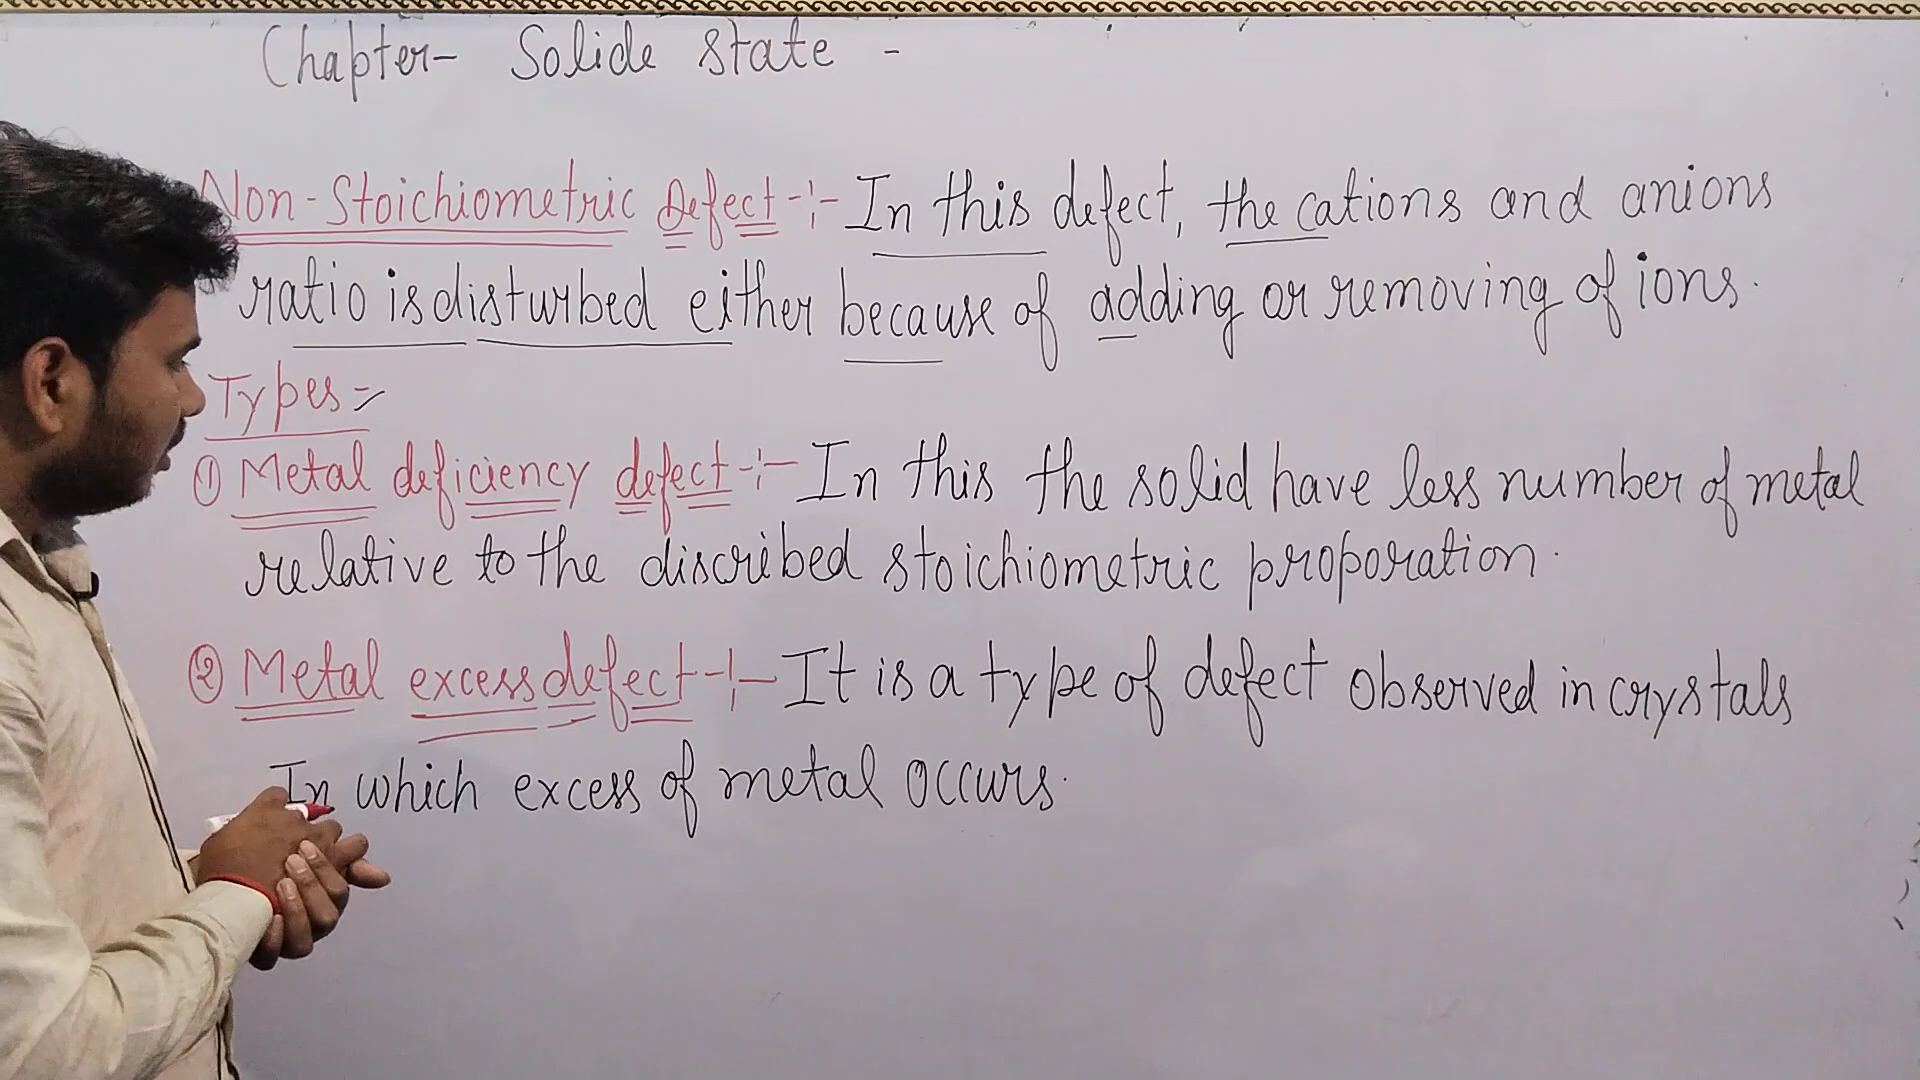 Chapter- Solide state -
Non-Stoichiometric Defect -:- In this defect, the cations and anions
ratio is disturbed either because of adding or removing of ions.
Types =
① Metal deficiency defect -:- In this the solid have less number of metal
relative to the discribed stoichiometric proporation.
② Metal excess defect -:- It is a type of defect observed in crystals
In which excess of metal occurs.